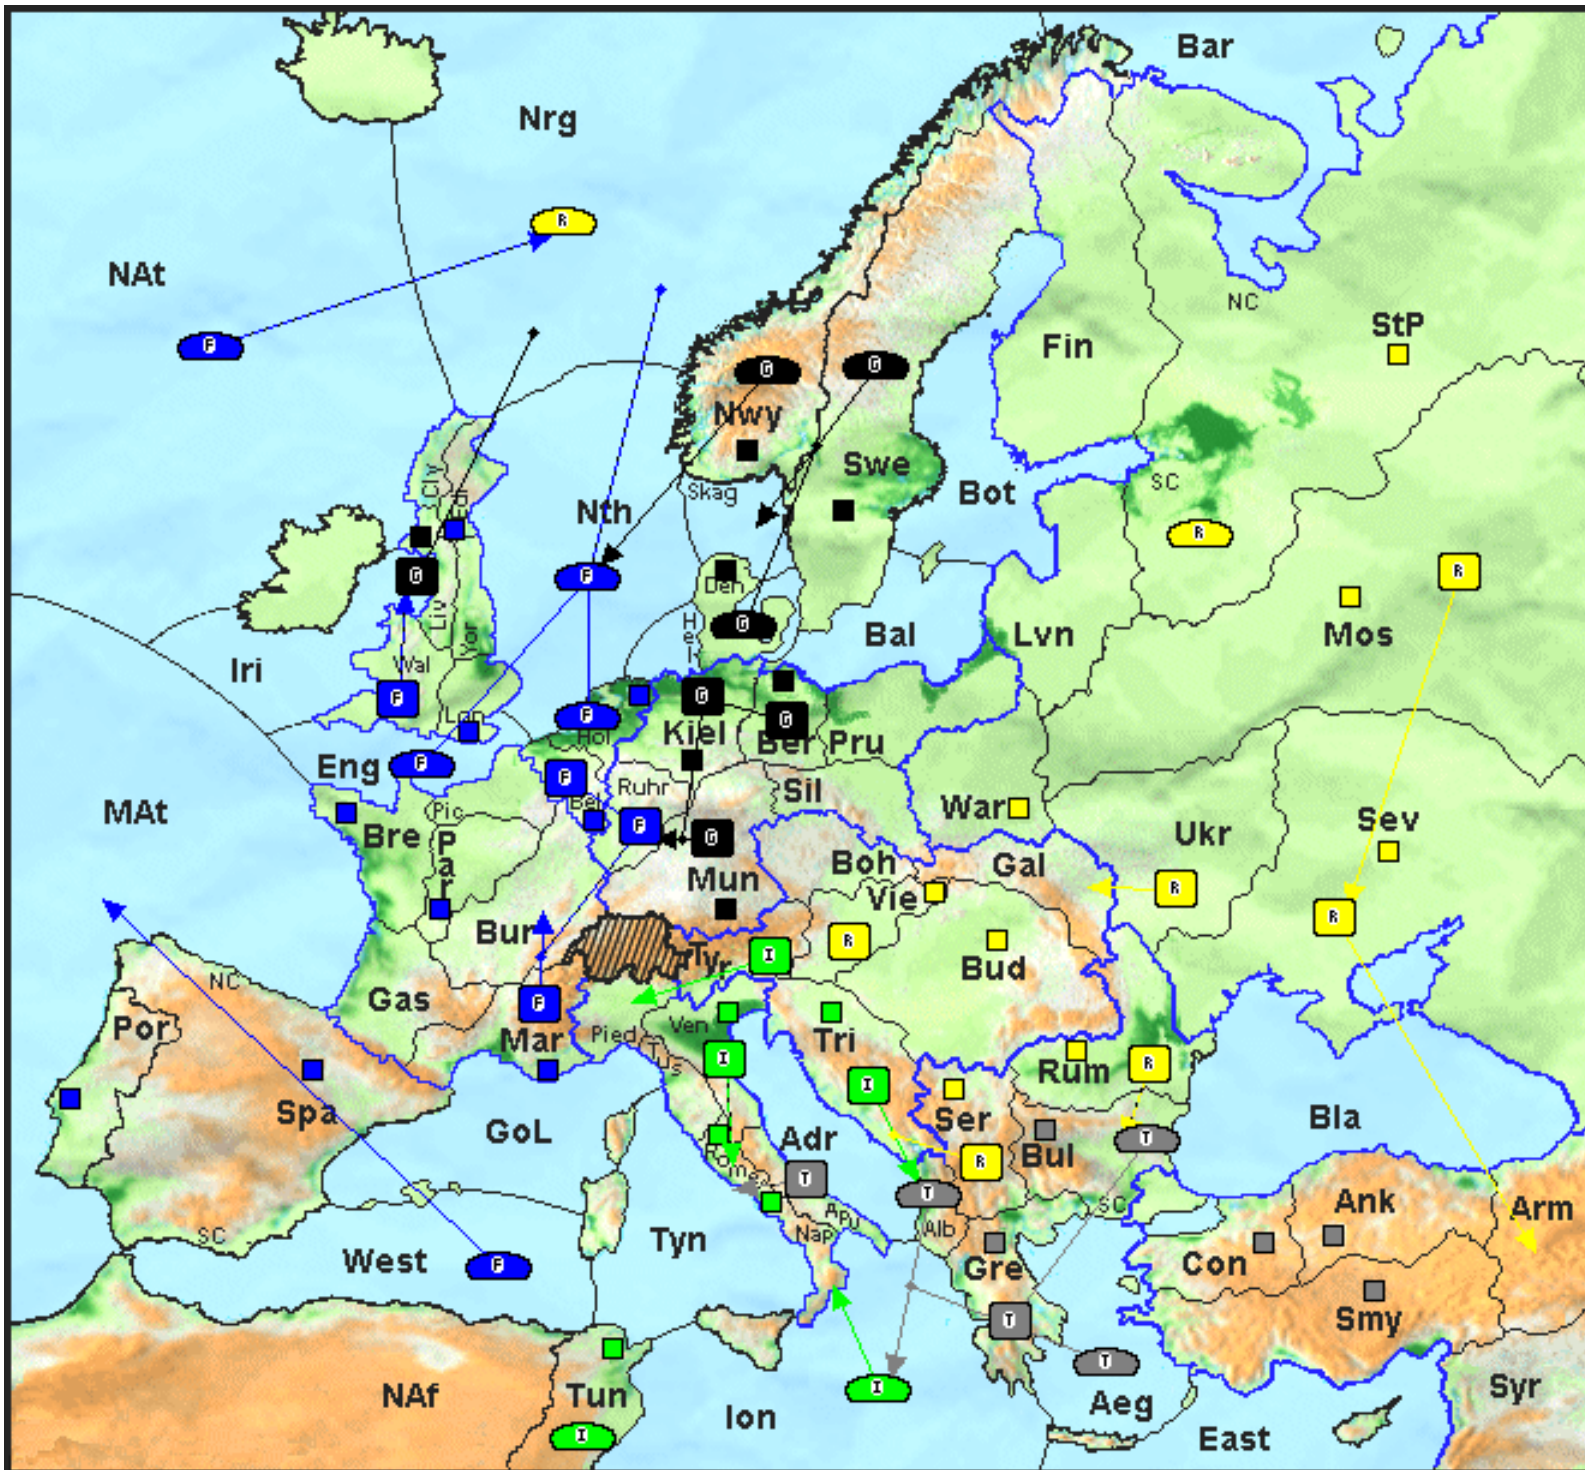 Bar
Nrg
R
NAt
NC
StP
F
Fin
G
G
Nwy
Swe
Cly
Edi
Skag
Bot
SC
Nth
R
R
F
G
Den
Liv
Yor
Hel
G
Bal
Lvn
Mos
Iri
Wal
F
Lon
F
Hol
G
Kiel
G
Ber
Pru
Eng
F
F
Bel
Ruhr
Sil
MAt
Bre
Pic
Par
F
G
War
Ukr
Sev
Boh
Gal
Mun
Vie
R
R
Bur
Tyr
I
R
Bud
NC
Gas
F
Por
Mar
Pied
Ven
Tus
Tri
I
I
Rum
R
Spa
GoL
Ser
Bla
Adr
Rome
R
Bul
T
T
T
Ank
Arm
SC
Apu
Nap
Alb
SC
Tyn
West
F
Gre
Con
T
Smy
T
NAf
Tun
I
Ion
Aeg
Syr
I
East